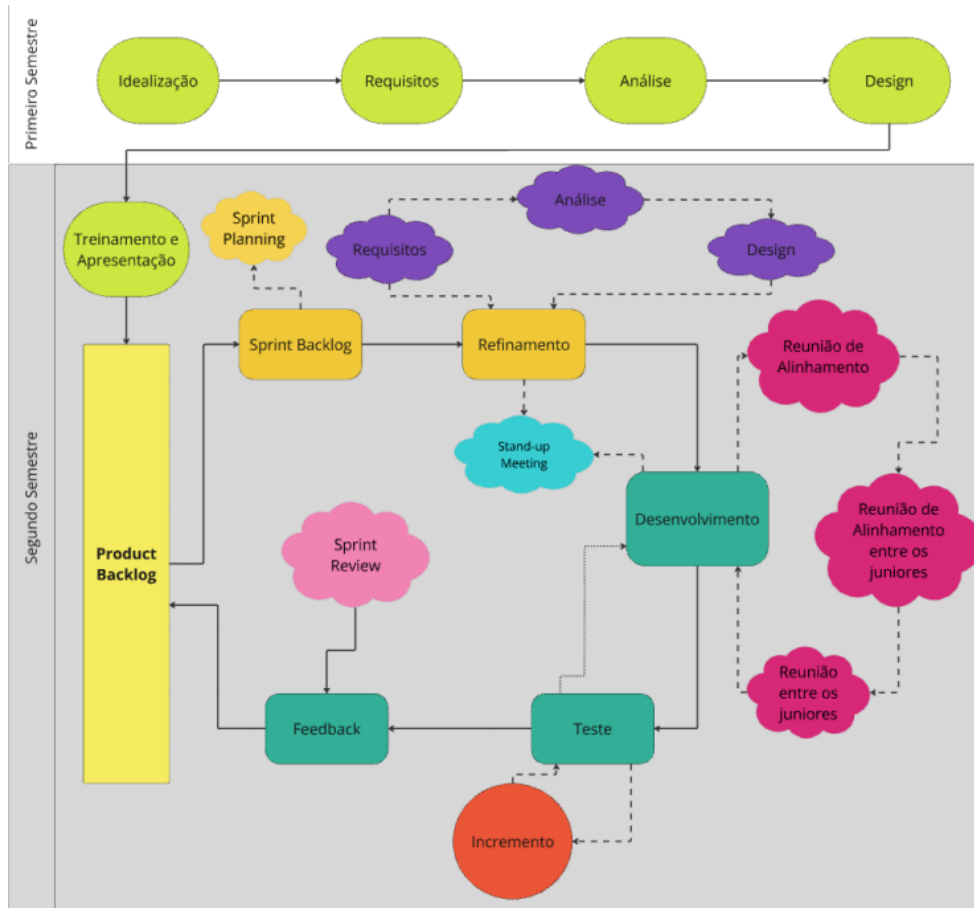 Primeiro Semestre
Idealização
Requisitos
Análise
Design
Segundo Semestre
Treinamento e
Apresentação
Sprint
Planning
Requisitos
Análise
Design
Sprint Backlog
Refinamento
Reunião de
Alinhamento
Stand-up
Meeting
Desenvolvimento
Reunião de
Alinhamento
entre os
juniores
Product
Backlog
Sprint
Review
Reunião
entre os
juniores
Feedback
Teste
Incremento